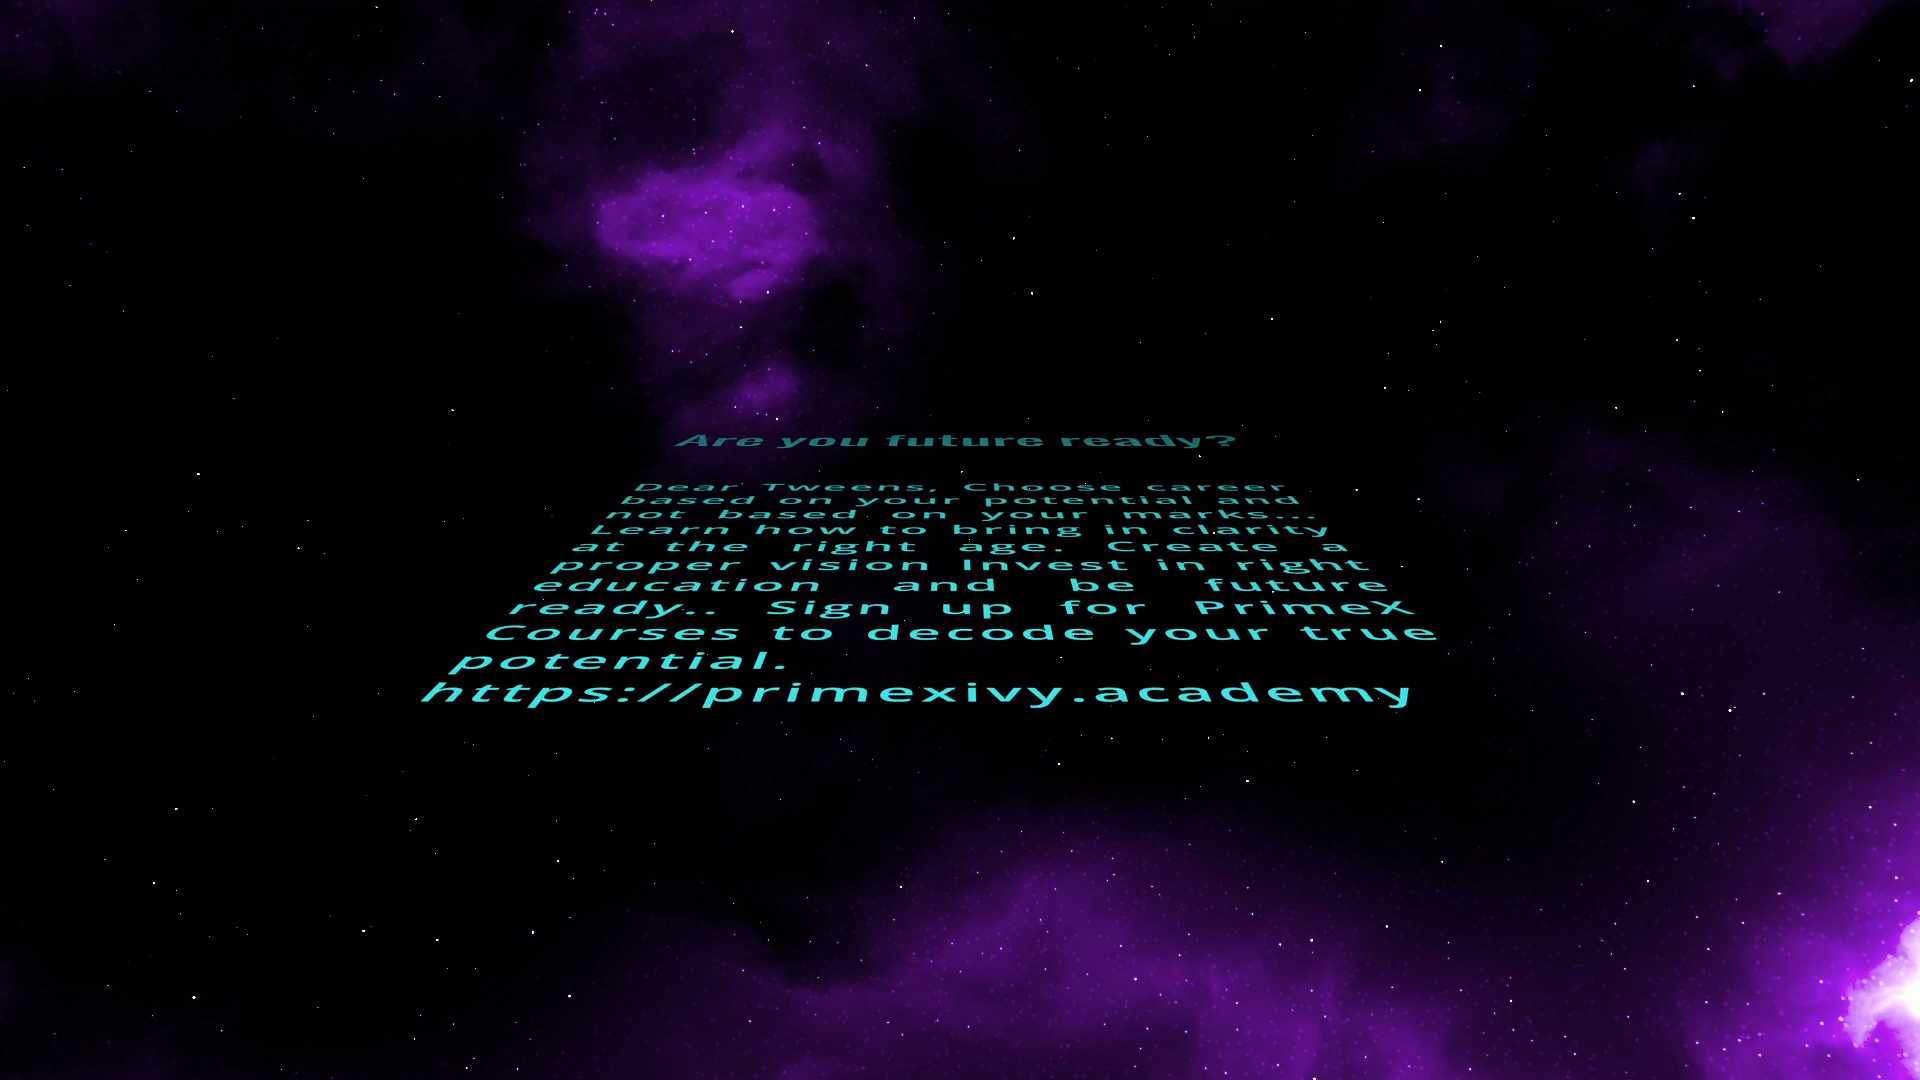 Are you future ready?
Dear Tweens, Choose career
based on your potential and
not based on your marks...
Learn how to bring in clarity
at the right age. Create a
proper vision Invest in right
education and be future
ready.. Sign up for PrimeX
Courses to decode your true
potential.
https://primexivy.academy